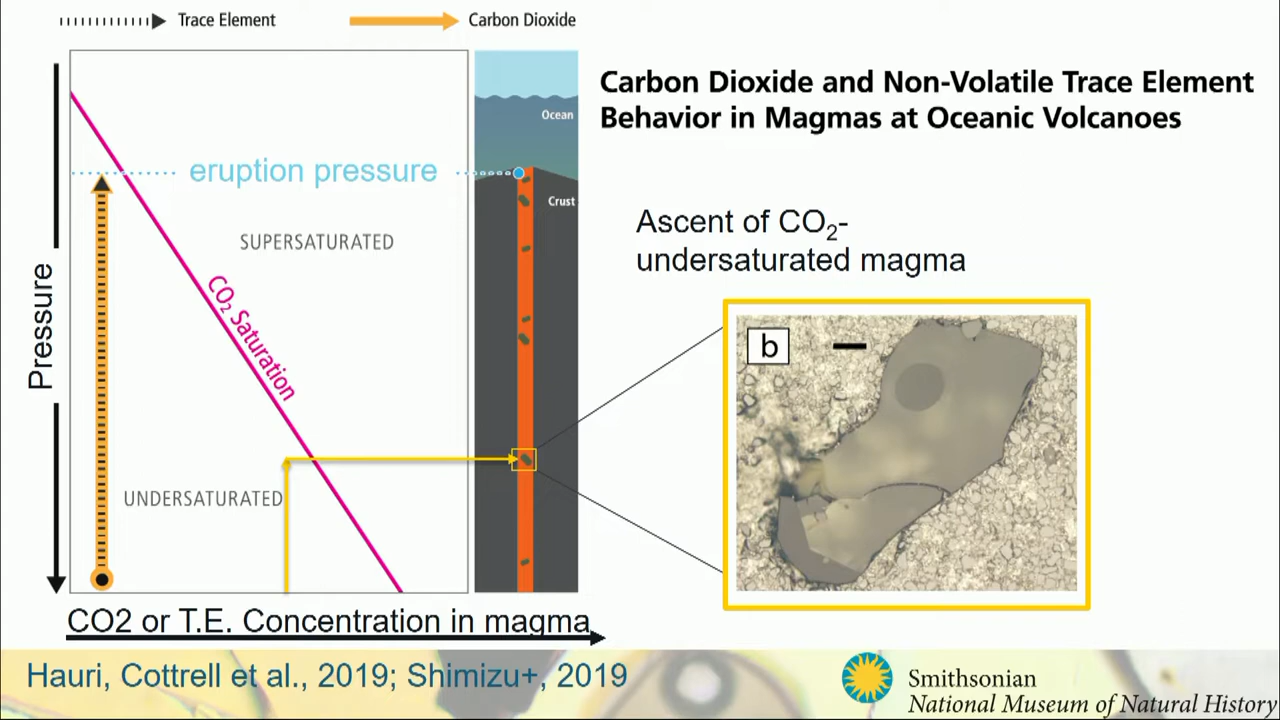 Trace Element
Carbon Dioxide
Carbon Dioxide and Non-Volatile Trace Element
Behavior in Magmas at Oceanic Volcanoes
Ocean
eruption pressure
Crust
SUPERSATURATED
Ascent of CO₂-
undersaturated magma
Pressure
CO₂ Saturation
b
UNDERSATURATED
CO2 or T.E. Concentration in magma
Hauri, Cottrell et al., 2019; Shimizu+, 2019
Smithsonian
National Museum of Natural History